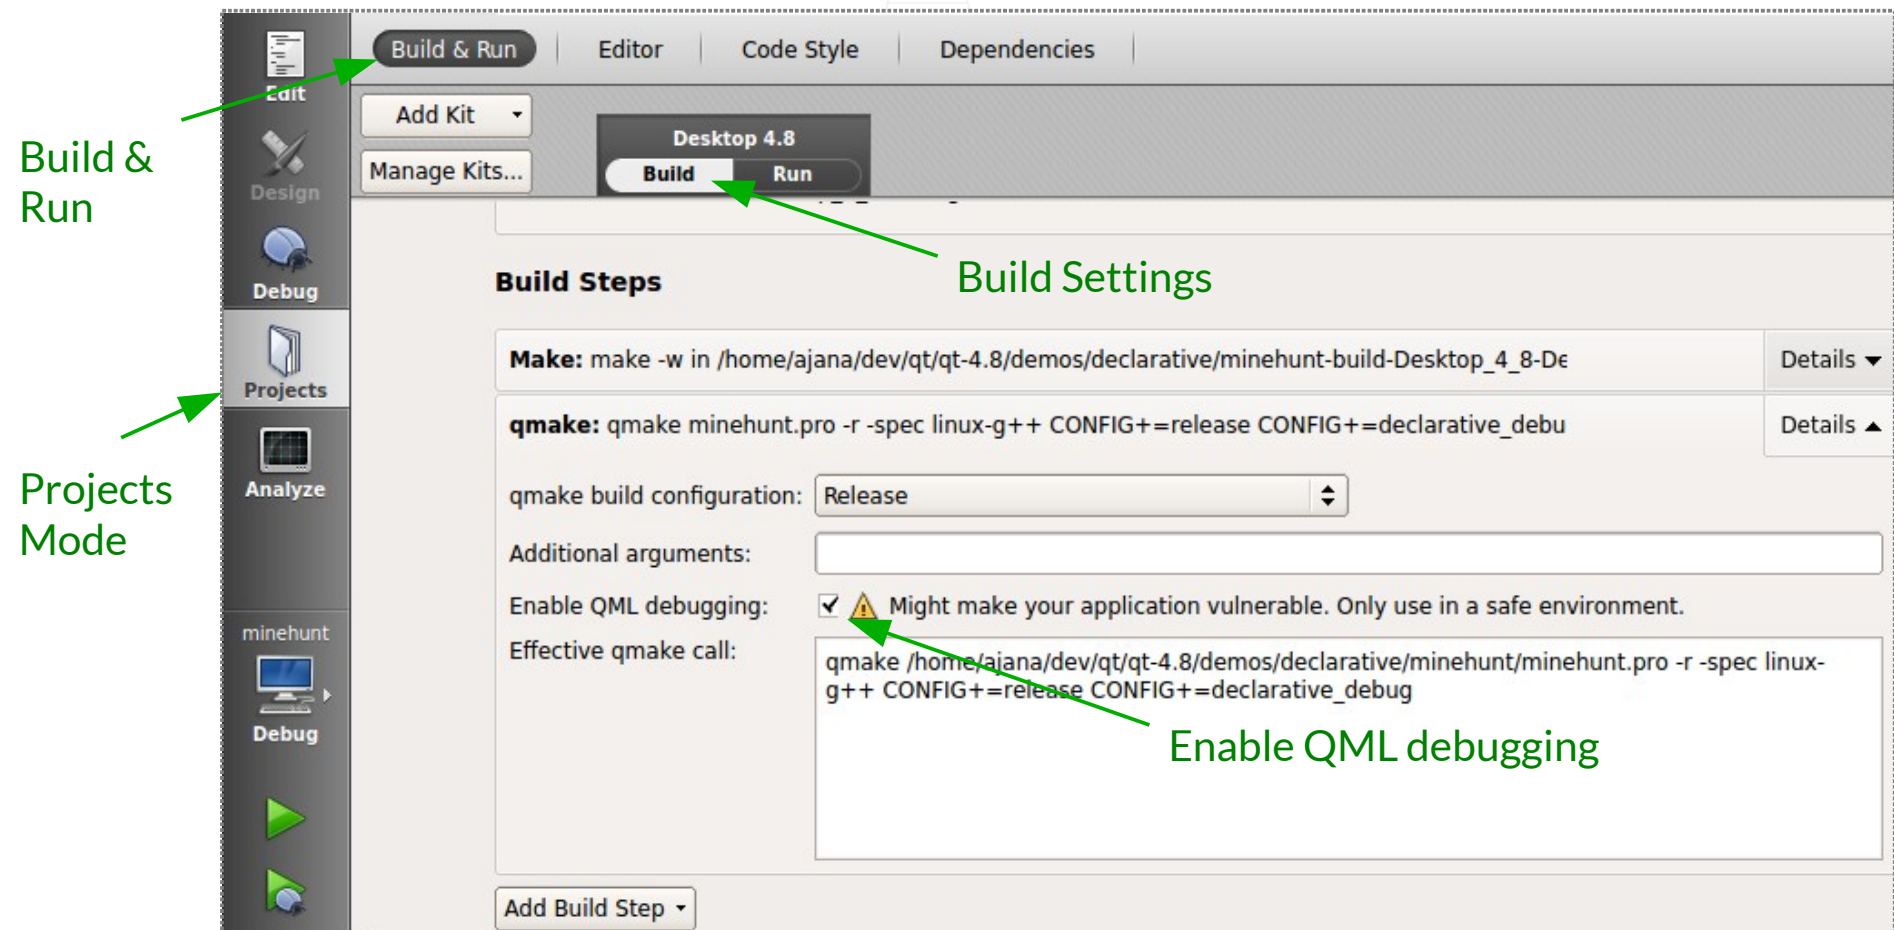 Build & Run
Editor
Code Style
Dependencies
Edit
Add Kit
Desktop 4.8
Build &
Run
Manage Kits...
Build
Run
Design
Build Settings
Debug
Build Steps
Make: make -w in /home/ajana/dev/qt/qt-4.8/demos/declarative/minehunt-build-Desktop_4_8-De
Details
Projects
qmake: qmake minehunt.pro -r -spec linux-g++ CONFIG+=release CONFIG+=declarative_debu
Details
Projects
Mode
Analyze
qmake build configuration:
Release
Additional arguments:
Enable QML debugging:
Might make your application vulnerable. Only use in a safe environment.
minehunt
Effective qmake call:
qmake /home/ajana/dev/qt/qt-4.8/demos/declarative/minehunt/minehunt.pro -r -spec linux-
g++ CONFIG+=release CONFIG+=declarative_debug
Debug
Enable QML debugging
Add Build Step